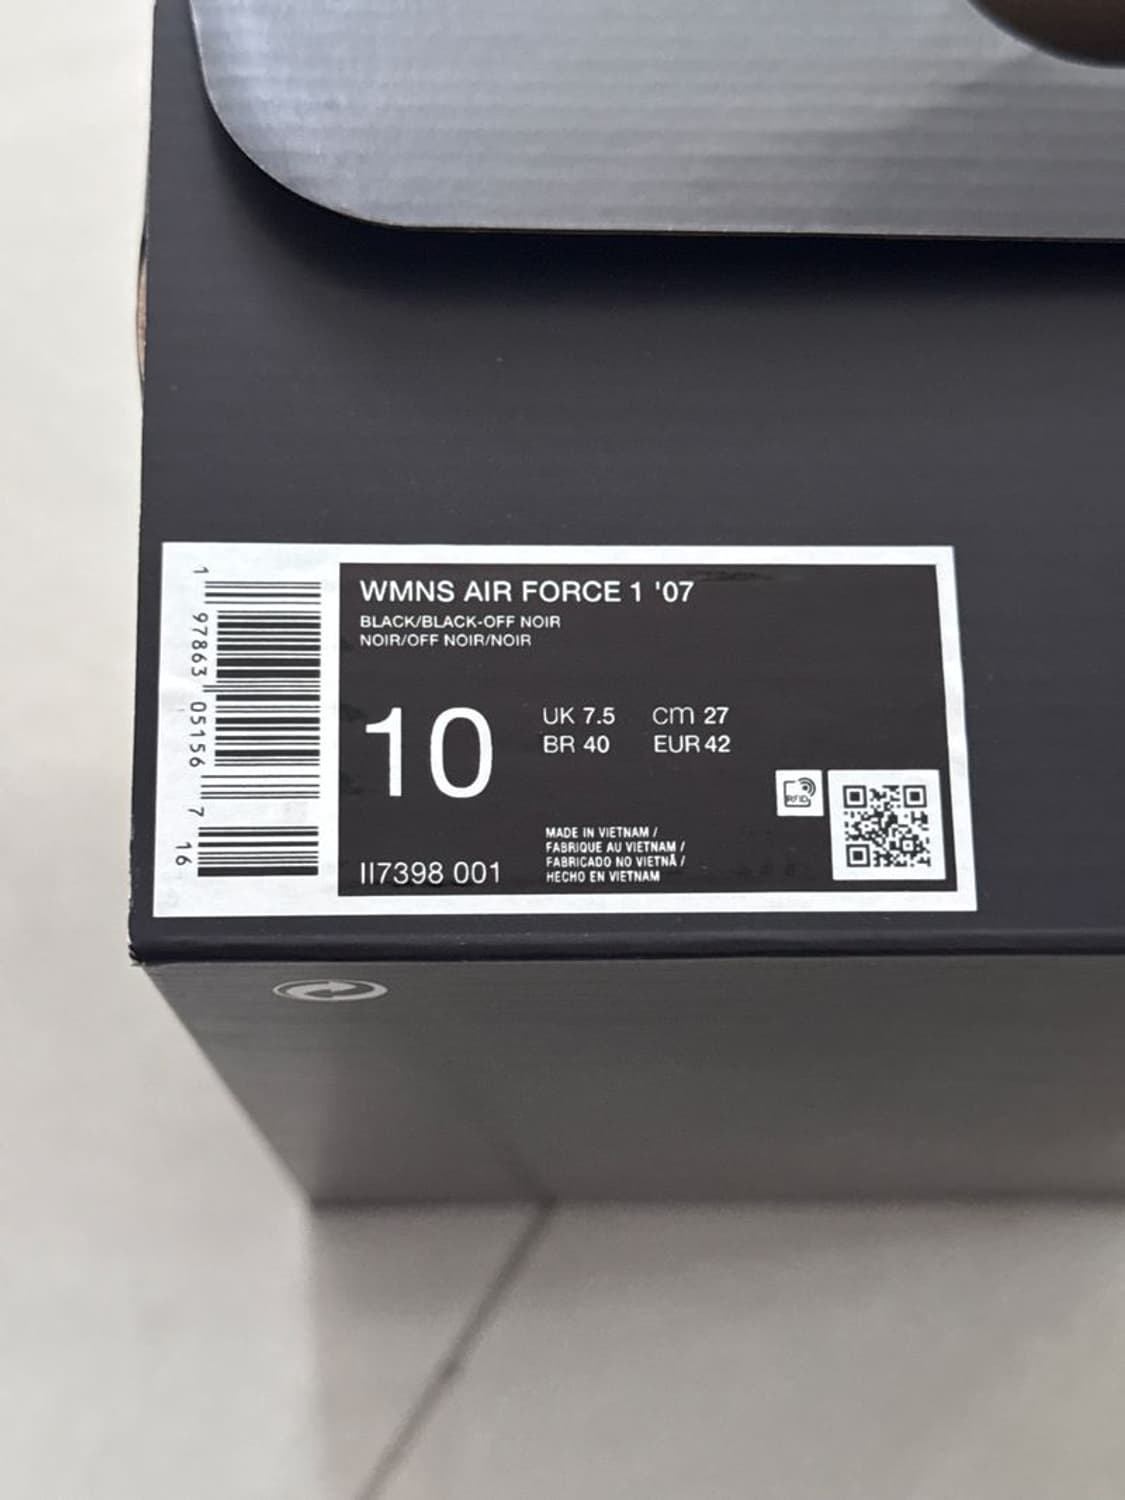 WMNS AIR FORCE 1 '07
BLACK/BLACK-OFF NOIR
NOIR/OFF NOIR/NOIR
10
UK 7.5 cm 27
BR 40 EUR 42
RFID
MADE IN VIETNAM /
FABRIQUE AU VIETNAM /
FABRICADO NO VIETNÃ /
HECHO EN VIETNAM
II7398 001
1 97863 05156 7 16